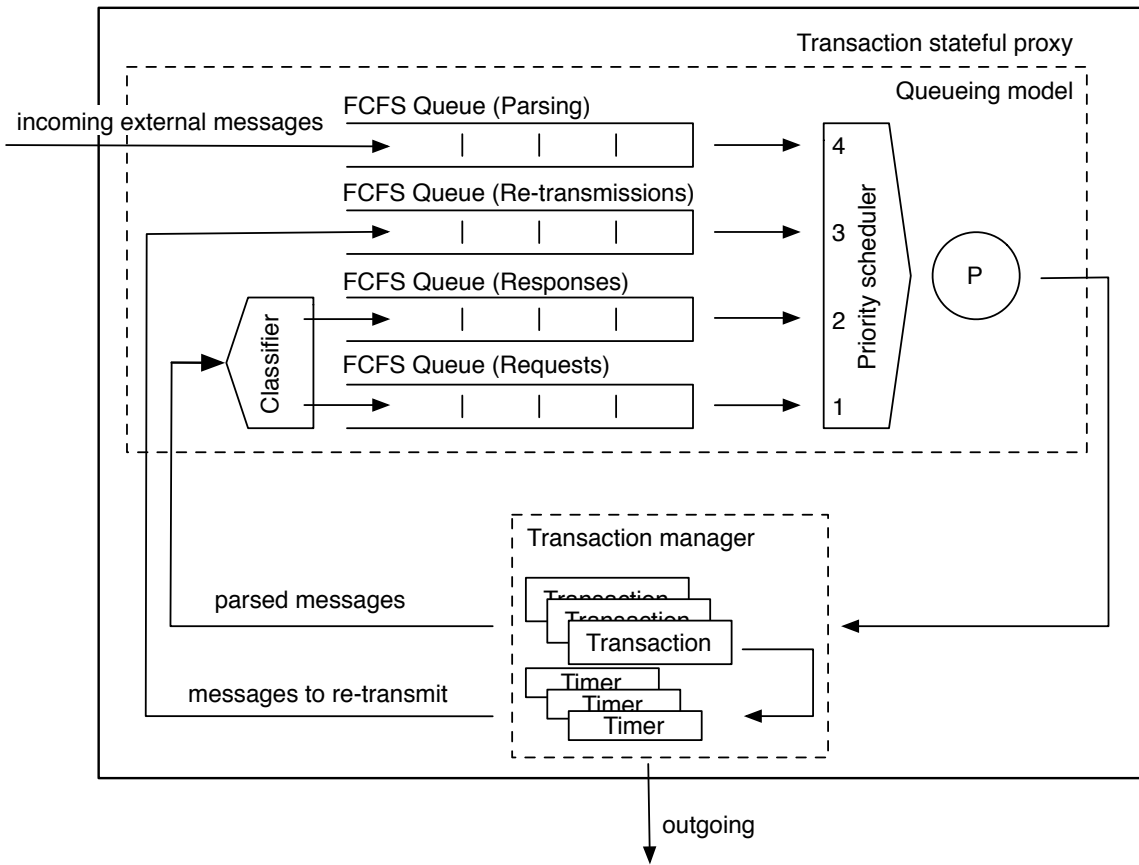 Transaction stateful proxy
Queueing model
incoming external messages
FCFS Queue (Parsing)
4
FCFS Queue (Re-transmissions)
3
FCFS Queue (Responses)
2
FCFS Queue (Requests)
1
Classifier
Priority scheduler
P
Transaction manager
Transaction
Transaction
Transaction
Timer
Timer
Timer
parsed messages
messages to re-transmit
outgoing